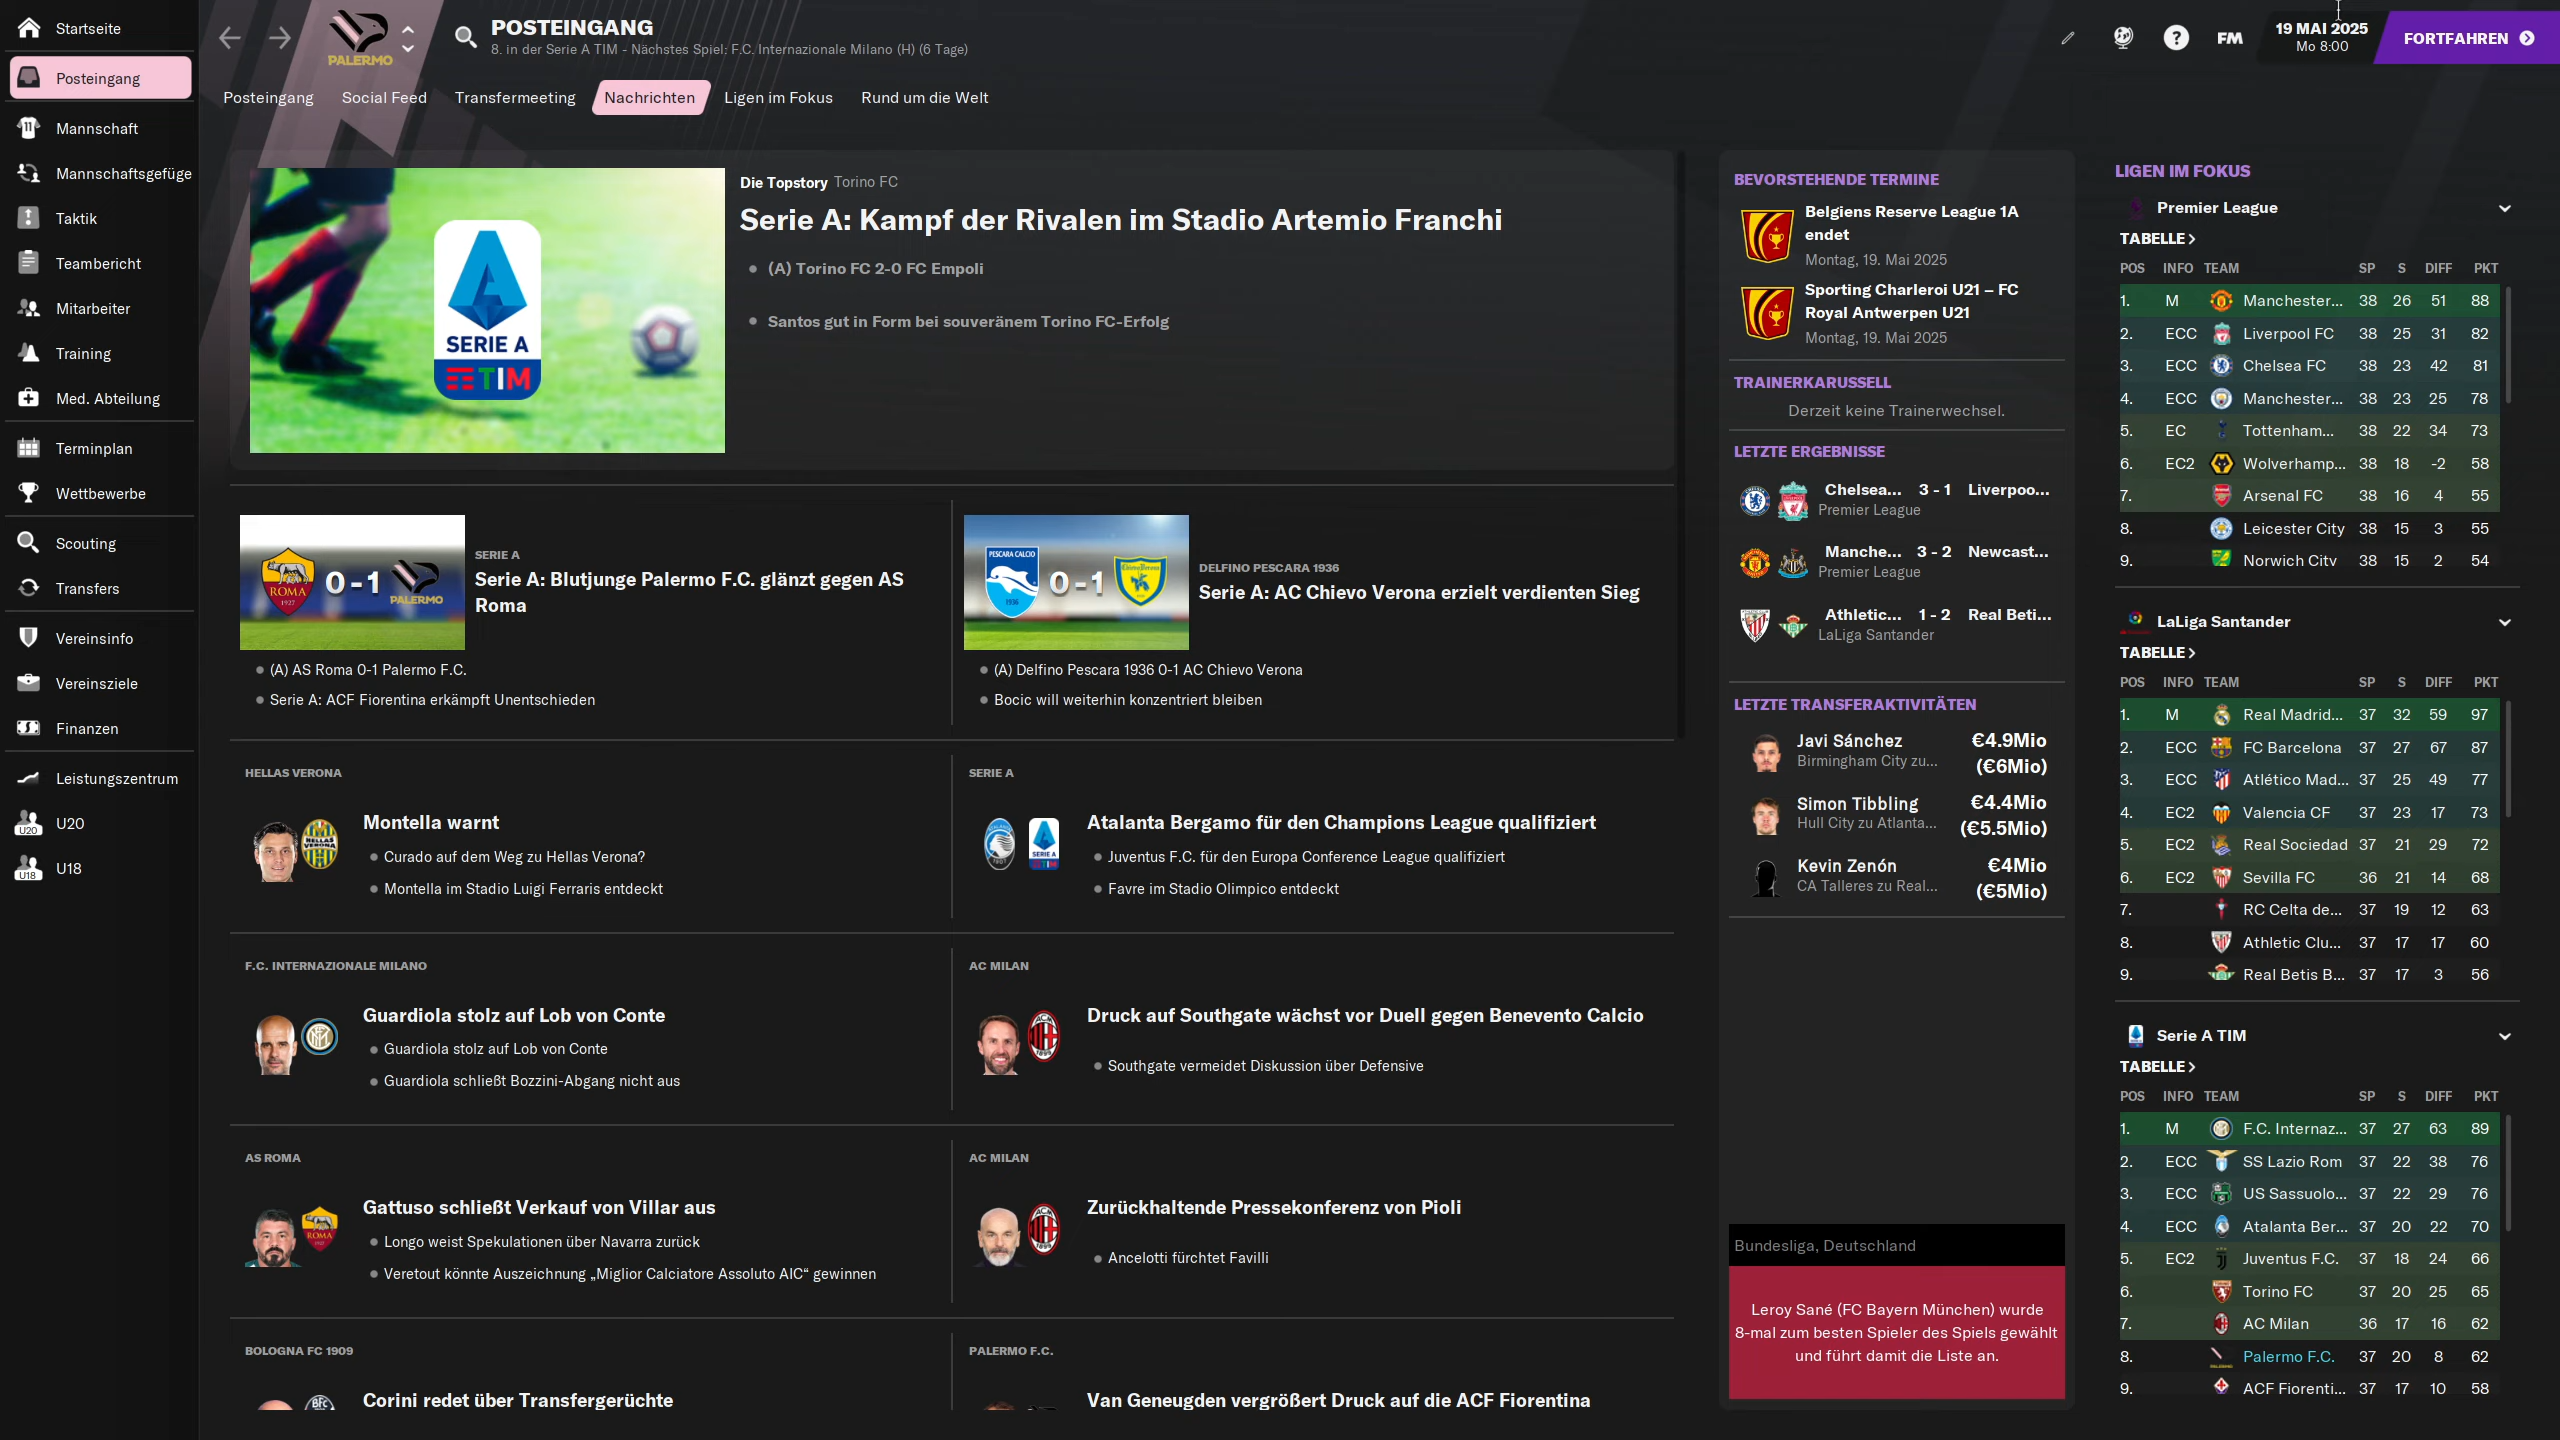 Startseite
Posteingang
Mannschaft
Mannschaftsgefüge
Taktik
Teambericht
Mitarbeiter
Training
Med. Abteilung
Terminplan
Wettbewerbe
Scouting
Transfers
Vereinsinfo
Vereinsziele
Finanzen
Leistungszentrum
U20 U20
U18 U18
PALERMO
POSTEINGANG
8. in der Serie A TIM - Nächstes Spiel: F.C. Internazionale Milano (H) (6 Tage)
FM
19 MAI 2025
Mo 8:00
FORTFAHREN
Posteingang Social Feed Transfermeeting Nachrichten Ligen im Fokus Rund um die Welt
SERIE A
TIM
Die Topstory Torino FC
Serie A: Kampf der Rivalen im Stadio Artemio Franchi
(A) Torino FC 2-0 FC Empoli
Santos gut in Form bei souveränem Torino FC-Erfolg
ROMA 1927 0 - 1 PALERMO
SERIE A
Serie A: Blutjunge Palermo F.C. glänzt gegen AS
Roma
(A) AS Roma 0-1 Palermo F.C.
Serie A: ACF Fiorentina erkämpft Unentschieden
PESCARA CALCIO 1936 0 - 1
DELFINO PESCARA 1936
Serie A: AC Chievo Verona erzielt verdienten Sieg
(A) Delfino Pescara 1936 0-1 AC Chievo Verona
Bocic will weiterhin konzentriert bleiben
HELLAS VERONA
Montella warnt
Curado auf dem Weg zu Hellas Verona?
Montella im Stadio Luigi Ferraris entdeckt
SERIE A
Atalanta Bergamo für den Champions League qualifiziert
Juventus F.C. für den Europa Conference League qualifiziert
Favre im Stadio Olimpico entdeckt
F.C. INTERNAZIONALE MILANO
Guardiola stolz auf Lob von Conte
Guardiola stolz auf Lob von Conte
Guardiola schließt Bozzini-Abgang nicht aus
AC MILAN
Druck auf Southgate wächst vor Duell gegen Benevento Calcio
Southgate vermeidet Diskussion über Defensive
AS ROMA
Gattuso schließt Verkauf von Villar aus
Longo weist Spekulationen über Navarra zurück
Veretout könnte Auszeichnung „Miglior Calciatore Assoluto AIC“ gewinnen
AC MILAN
Zurückhaltende Pressekonferenz von Pioli
Ancelotti fürchtet Favilli
BOLOGNA FC 1909
Corini redet über Transfergerüchte
PALERMO F.C.
Van Geneugden vergrößert Druck auf die ACF Fiorentina
BEVORSTEHENDE TERMINE
Belgiens Reserve League 1A
endet
Montag, 19. Mai 2025
Sporting Charleroi U21 – FC
Royal Antwerpen U21
Montag, 19. Mai 2025
TRAINERKARUSSELL
Derzeit keine Trainerwechsel.
LETZTE ERGEBNISSE
Chelsea... 3 - 1 Liverpoo...
Premier League
Manche... 3 - 2 Newcast...
Premier League
Athletic... 1 - 2 Real Beti...
LaLiga Santander
LETZTE TRANSFERAKTIVITÄTEN
Javi Sánchez €4.9Mio
Birmingham City zu... (€6Mio)
Simon Tibbling €4.4Mio
Hull City zu Atlanta... (€5.5Mio)
Kevin Zenón €4Mio
CA Talleres zu Real... (€5Mio)
Bundesliga, Deutschland
Leroy Sané (FC Bayern München) wurde
8-mal zum besten Spieler des Spiels gewählt
und führt damit die Liste an.
LIGEN IM FOKUS
Premier League
TABELLE
POS INFO TEAM SP S DIFF PKT
1. M Manchester... 38 26 51 88
2. ECC Liverpool FC 38 25 31 82
3. ECC Chelsea FC 38 23 42 81
4. ECC Manchester... 38 23 25 78
5. EC Tottenham... 38 22 34 73
6. EC2 Wolverhamp... 38 18 -2 58
7. Arsenal FC 38 16 4 55
8. Leicester City 38 15 3 55
9. Norwich City 38 15 2 54
LaLiga Santander
TABELLE
POS INFO TEAM SP S DIFF PKT
1. M Real Madrid... 37 32 59 97
2. ECC FC Barcelona 37 27 67 87
3. ECC Atlético Mad... 37 25 49 77
4. EC2 Valencia CF 37 23 17 73
5. EC2 Real Sociedad 37 21 29 72
6. EC2 Sevilla FC 36 21 14 68
7. RC Celta de... 37 19 12 63
8. Athletic Clu... 37 17 17 60
9. Real Betis B... 37 17 3 56
Serie A TIM
TABELLE
POS INFO TEAM SP S DIFF PKT
1. M F.C. Internaz... 37 27 63 89
2. ECC SS Lazio Rom 37 22 38 76
3. ECC US Sassuolo... 37 22 29 76
4. ECC Atalanta Ber... 37 20 22 70
5. EC2 Juventus F.C. 37 18 24 66
6. Torino FC 37 20 25 65
7. AC Milan 36 17 16 62
8. Palermo F.C. 37 20 8 62
9. ACF Fiorenti... 37 17 10 58